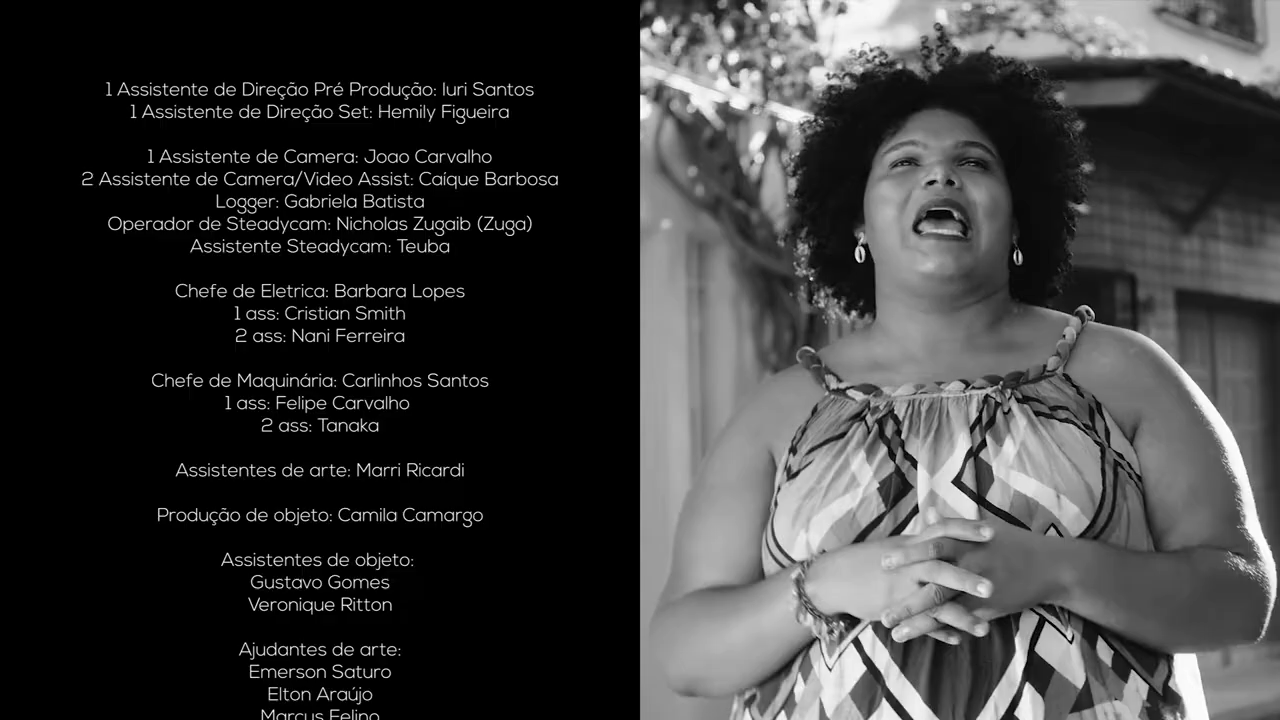 1 Assistente de Direção Pré Produção: Iuri Santos
1 Assistente de Direção Set: Hemily Figueira
1 Assistente de Camera: Joao Carvalho
2 Assistente de Camera/Video Assist: Caíque Barbosa
Logger: Gabriela Batista
Operador de Steadycam: Nicholas Zugaib (Zuga)
Assistente Steadycam: Teuba
Chefe de Eletrica: Barbara Lopes
1 ass: Cristian Smith
2 ass: Nani Ferreira
Chefe de Maquinária: Carlinhos Santos
1 ass: Felipe Carvalho
2 ass: Tanaka
Assistentes de arte: Marri Ricardi
Produção de objeto: Camila Camargo
Assistentes de objeto:
Gustavo Gomes
Veronique Ritton
Ajudantes de arte:
Emerson Saturo
Elton Araújo
Marcus Felipo